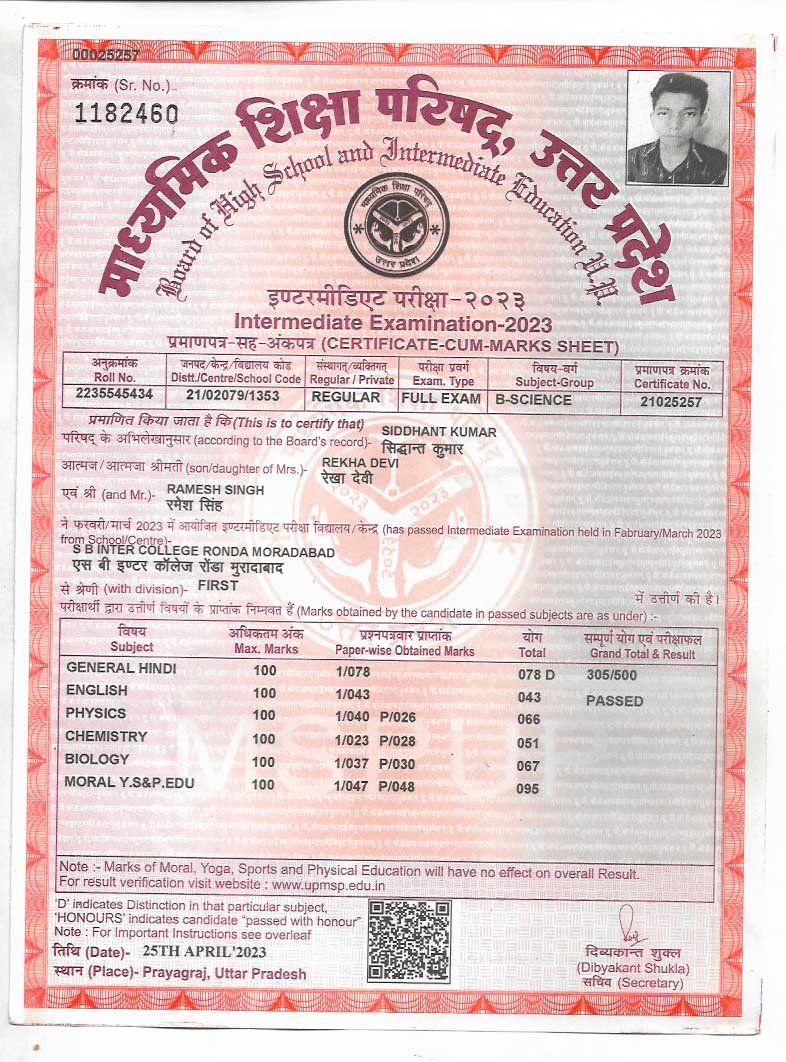 00025257
क्रमांक (Sr. No.)
1182460
माध्यमिक शिक्षा परिषद्, उत्तर प्रदेश
Board of High School and Intermediate Education U.P.
माध्यमिक शिक्षा परिषद्
उत्तर प्रदेश
इण्टरमीडिएट परीक्षा-२०२३
Intermediate Examination-2023
प्रमाणपत्र-सह-अंकपत्र (CERTIFICATE-CUM-MARKS SHEET)
अनुक्रमांक जनपद/केन्द्र/विद्यालय कोड संस्थागत्/व्यक्तिगत् परीक्षा प्रवर्ग विषय-वर्ग प्रमाणपत्र क्रमांक
Roll No. Distt./Centre/School Code Regular / Private Exam. Type Subject-Group Certificate No.
2235545434 21/02079/1353 REGULAR FULL EXAM B-SCIENCE 21025257
प्रमाणित किया जाता है कि (This is to certify that)
SIDDHANT KUMAR
परिषद् के अभिलेखानुसार (according to the Board's record)- सिद्धान्त कुमार
REKHA DEVI
आत्मज/आत्मजा श्रीमती (son/daughter of Mrs.)- रेखा देवी
RAMESH SINGH
एवं श्री (and Mr.)- रमेश सिंह
ने फरवरी/मार्च 2023 में आयोजित इण्टरमीडिएट परीक्षा विद्यालय/केन्द्र (has passed Intermediate Examination held in Fabruary/March 2023
from School/Centre)-
S B INTER COLLEGE RONDA MORADABAD
एस बी इण्टर कॉलेज रोंडा मुरादाबाद
से श्रेणी (with division)- FIRST में उत्तीर्ण की है।
परीक्षार्थी द्वारा उत्तीर्ण विषयों के प्राप्तांक निम्नवत हैं (Marks obtained by the candidate in passed subjects are as under) :-
विषय अधिकतम अंक प्रश्नपत्रवार प्राप्तांक योग सम्पूर्ण योग एवं परीक्षाफल
Subject Max. Marks Paper-wise Obtained Marks Total Grand Total & Result
GENERAL HINDI 100 1/078 078 D 305/500
ENGLISH 100 1/043 043 PASSED
PHYSICS 100 1/040 P/026 066
CHEMISTRY 100 1/023 P/028 051
BIOLOGY 100 1/037 P/030 067
MORAL Y.S&P.EDU 100 1/047 P/048 095
Note :- Marks of Moral, Yoga, Sports and Physical Education will have no effect on overall Result.
For result verification visit website : www.upmsp.edu.in
'D' indicates Distinction in that particular subject,
'HONOURS' indicates candidate "passed with honour"
Note : For Important Instructions see overleaf
तिथि (Date)- 25TH APRIL'2023
स्थान (Place)- Prayagraj, Uttar Pradesh
दिव्यकान्त शुक्ल
(Dibyakant Shukla)
सचिव (Secretary)